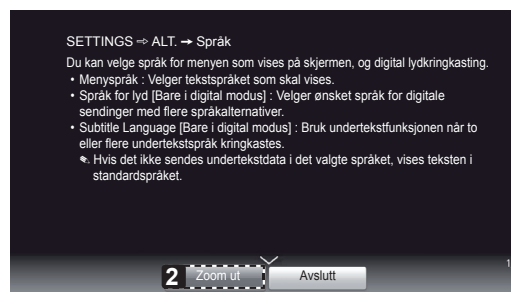 SETTINGS ⇨ ALT. ➙ Språk
Du kan velge språk for menyen som vises på skjermen, og digital lydkringkasting.
• Menyspråk : Velger tekstspråket som skal vises.
• Språk for lyd [Bare i digital modus] : Velger ønsket språk for digitale
sendinger med flere språkalternativer.
• Subtitle Language [Bare i digital modus] : Bruk undertekstfunksjonen når to
eller flere undertekstspråk kringkastes.
✎ Hvis det ikke sendes undertekstdata i det valgte språket, vises teksten i
standardspråket.
1
2 Zoom ut Avslutt